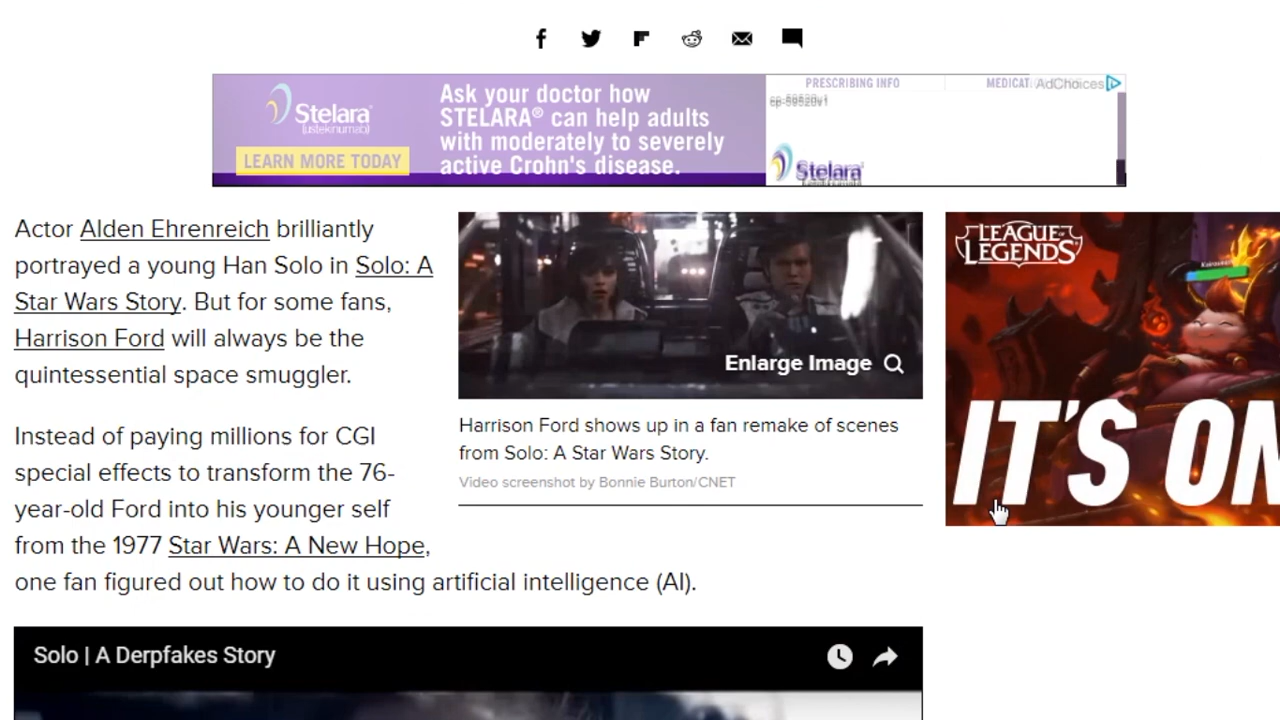 Stelara®
(ustekinumab)
LEARN MORE TODAY
Ask your doctor how
STELARA® can help adults
with moderately to severely
active Crohn's disease.
PRESCRIBING INFO
AdChoices
cp-59520v1
Stelara
Actor Alden Ehrenreich brilliantly
portrayed a young Han Solo in Solo: A
Star Wars Story. But for some fans,
Harrison Ford will always be the
quintessential space smuggler.
Instead of paying millions for CGI
special effects to transform the 76-
year-old Ford into his younger self
from the 1977 Star Wars: A New Hope,
one fan figured out how to do it using artificial intelligence (AI).
Enlarge Image
Harrison Ford shows up in a fan remake of scenes
from Solo: A Star Wars Story.
Video screenshot by Bonnie Burton/CNET
LEAGUE OF
LEGENDS
IT'S ON
Solo | A Derpfakes Story